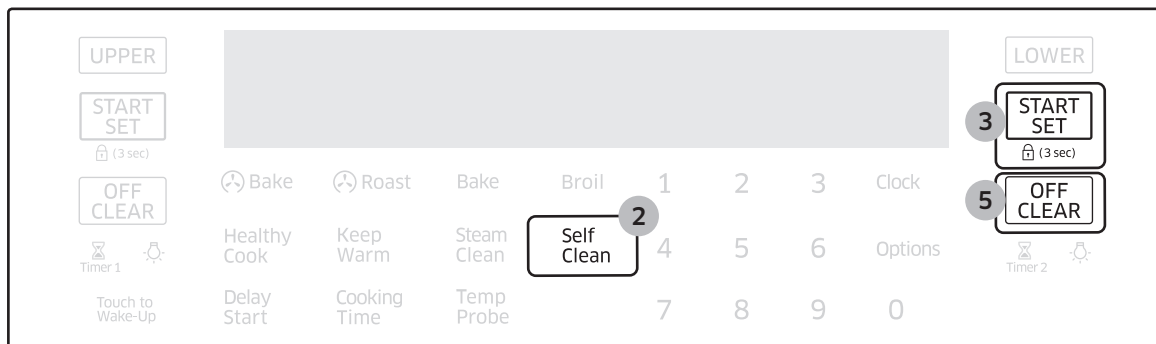 UPPER
LOWER
START
SET
(3 sec)
3
START
SET
(3 sec)
OFF
CLEAR
Bake
Roast
Bake
Broil
1
2
3
Clock
5
OFF
CLEAR
Timer 1
Healthy
Cook
Keep
Warm
Steam
Clean
2
Self
Clean
4
5
6
Options
Timer 2
Touch to
Wake-Up
Delay
Start
Cooking
Time
Temp
Probe
7
8
9
0